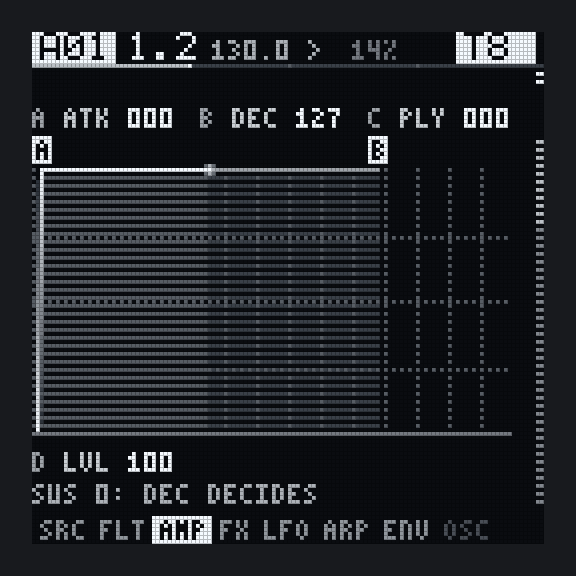 A01 1.2 130.0 > 14% T8
A ATK 000 B DEC 127 C PLY 000
A B
D LVL 100
SUS 0: DEC DECIDES
SRC FLT AMP FX LFO ARP ENV OSC